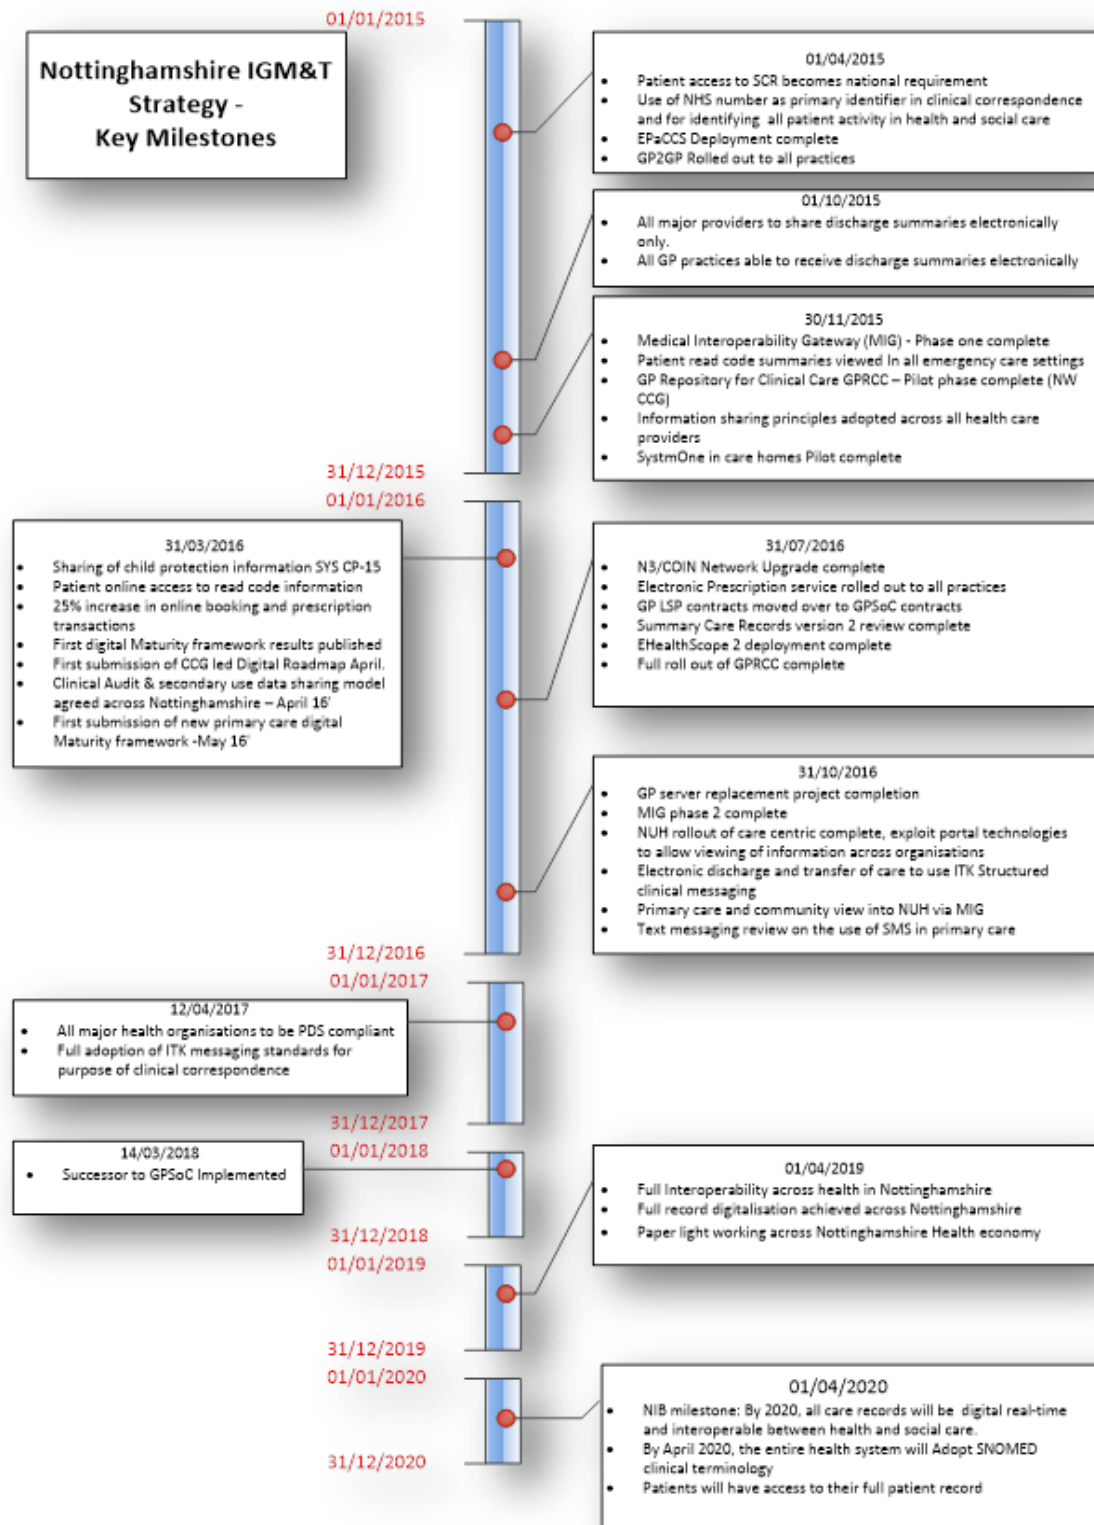 01/01/2015
Nottinghamshire IGM&T
Strategy -
Key Milestones
01/04/2015
• Patient access to SCR becomes national requirement
• Use of NHS number as primary identifier in clinical correspondence
and for identifying all patient activity in health and social care
• EPaCCS Deployment complete
• GP2GP Rolled out to all practices
01/10/2015
• All major providers to share discharge summaries electronically
only.
• All GP practices able to receive discharge summaries electronically
30/11/2015
• Medical Interoperability Gateway (MIG) - Phase one complete
• Patient read code summaries viewed In all emergency care settings
• GP Repository for Clinical Care GPRCC – Pilot phase complete (NW
CCG)
• Information sharing principles adopted across all health care
providers
• SystmOne in care homes Pilot complete
31/12/2015
01/01/2016
31/03/2016
• Sharing of child protection information SYS CP-15
• Patient online access to read code information
• 25% increase in online booking and prescription
transactions
• First digital Maturity framework results published
• First submission of CCG led Digital Roadmap April.
• Clinical Audit & secondary use data sharing model
agreed across Nottinghamshire – April 16'
• First submission of new primary care digital
Maturity framework -May 16'
31/07/2016
• N3/COIN Network Upgrade complete
• Electronic Prescription service rolled out to all practices
• GP LSP contracts moved over to GPSoC contracts
• Summary Care Records version 2 review complete
• EHealthScope 2 deployment complete
• Full roll out of GPRCC complete
31/10/2016
• GP server replacement project completion
• MIG phase 2 complete
• NUH rollout of care centric complete, exploit portal technologies
to allow viewing of information across organisations
• Electronic discharge and transfer of care to use ITK Structured
clinical messaging
• Primary care and community view into NUH via MIG
• Text messaging review on the use of SMS in primary care
31/12/2016
01/01/2017
12/04/2017
• All major health organisations to be PDS compliant
• Full adoption of ITK messaging standards for
purpose of clinical correspondence
31/12/2017
01/01/2018
14/03/2018
• Successor to GPSoC Implemented
31/12/2018
01/04/2019
• Full Interoperability across health in Nottinghamshire
• Full record digitalisation achieved across Nottinghamshire
• Paper light working across Nottinghamshire Health economy
01/01/2019
31/12/2019
01/01/2020
01/04/2020
• NIB milestone: By 2020, all care records will be digital real-time
and interoperable between health and social care.
• By April 2020, the entire health system will Adopt SNOMED
clinical terminology
• Patients will have access to their full patient record
31/12/2020